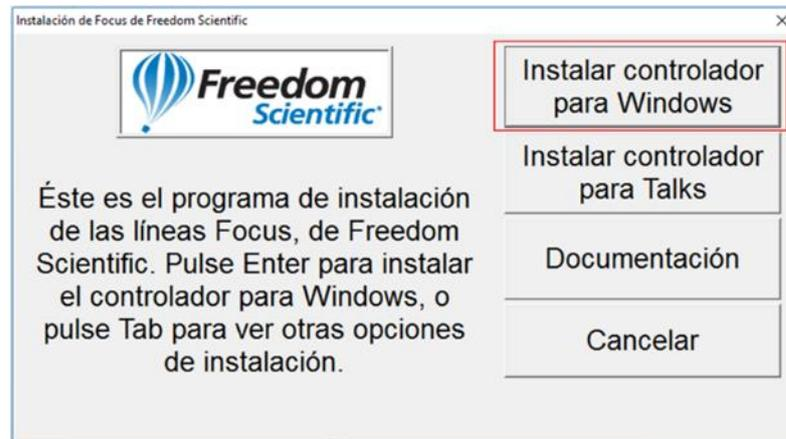 Instalación de Focus de Freedom Scientific
Freedom
Scientific
Éste es el programa de instalación
de las líneas Focus, de Freedom
Scientific. Pulse Enter para instalar
el controlador para Windows, o
pulse Tab para ver otras opciones
de instalación.
Instalar controlador
para Windows
Instalar controlador
para Talks
Documentación
Cancelar